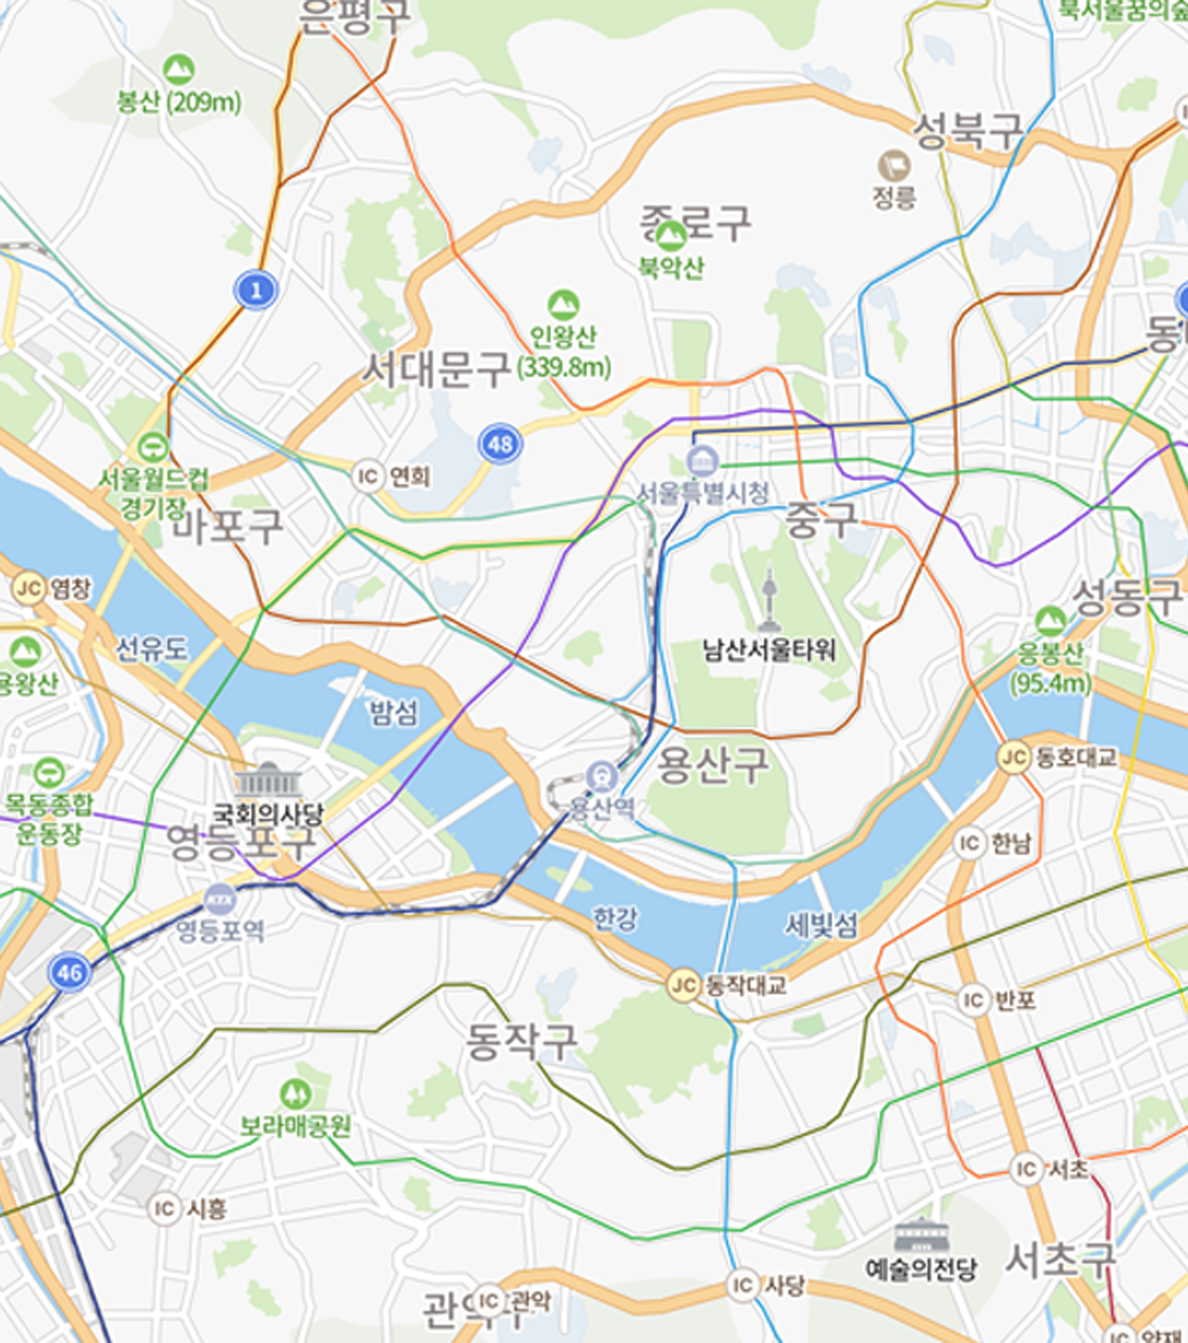 은평구
북서울꿈의숲
봉산 (209m)
성북구
정릉
종로구
북악산
1
인왕산
(339.8m)
서대문구
48
서울월드컵
경기장
IC 연희
서울특별시청
마포구
중구
JC 염창
성동구
선유도
남산서울타워
응봉산
(95.4m)
용왕산
밤섬
용산구
JC 동호대교
목동종합
운동장
국회의사당
용산역
영등포구
IC 한남
KTX
영등포역
한강
세빛섬
46
JC 동작대교
IC 반포
동작구
보라매공원
IC 서초
IC 시흥
예술의전당
서초구
IC 사당
IC 관악
IC